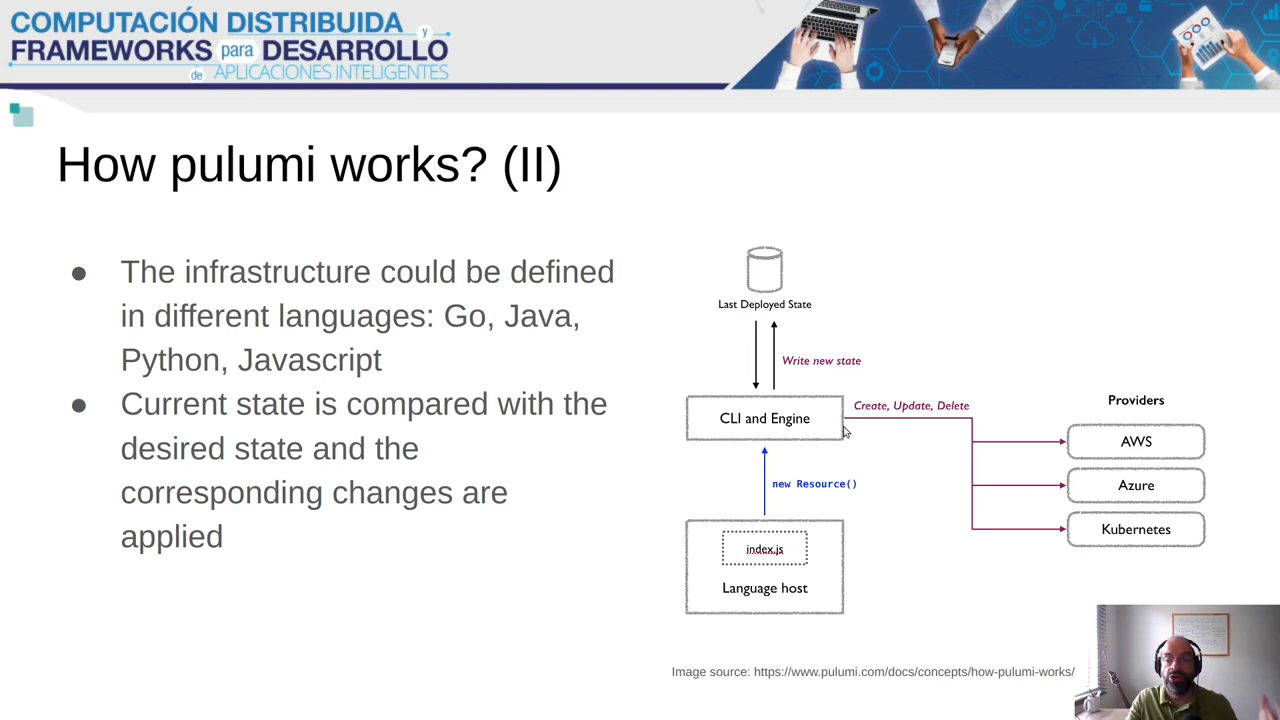 COMPUTACIÓN DISTRIBUIDA y
FRAMEWORKS para DESARROLLO
de APLICACIONES INTELIGENTES
How pulumi works? (II)
● The infrastructure could be defined
in different languages: Go, Java,
Python, Javascript
● Current state is compared with the
desired state and the
corresponding changes are
applied
Last Deployed State
Write new state
CLI and Engine
Create, Update, Delete
new Resource()
index.js
Language host
Providers
AWS
Azure
Kubernetes
Image source: https://www.pulumi.com/docs/concepts/how-pulumi-works/